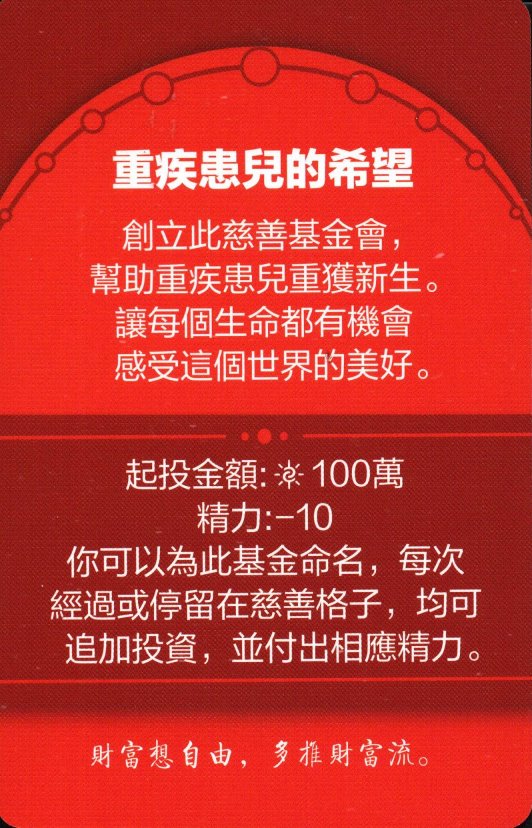 重疾患兒的希望
創立此慈善基金會，
幫助重疾患兒重獲新生。
讓每個生命都有機會
感受這個世界的美好。
起投金額: 100萬
精力:-10
你可以為此基金命名，每次
經過或停留在慈善格子，均可
追加投資，並付出相應精力。
財富想自由，多推財富流。